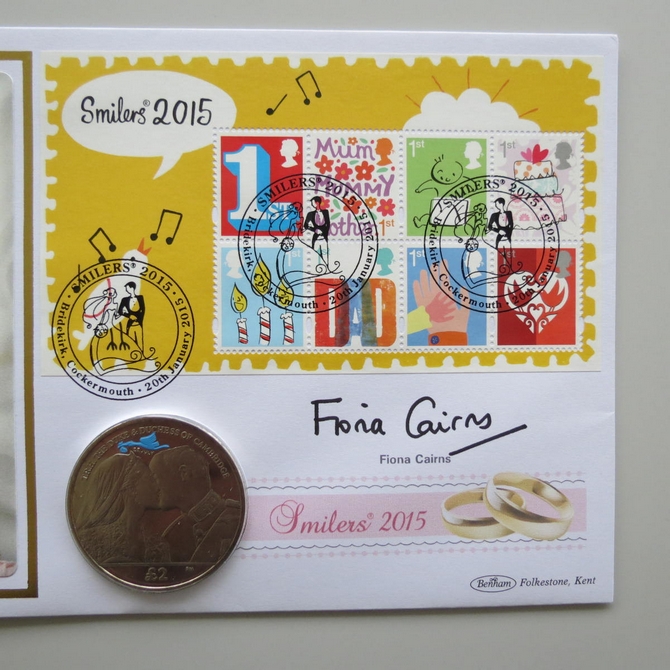 Smilers® 2015
1st
Mum
Mummy
Mother
1st
1st
1st
1st
DAD
SMILERS 2015
Bridekirk, Cockermouth · 20th January 2015
SMILERS 2015
Bridekirk, Cockermouth · 20th January 2015
SMILERS 2015
Bridekirk, Cockermouth · 20th January 2015
Fiona Cairns
Fiona Cairns
DUKE & DUCHESS OF CAMBRIDGE
£2
Smilers® 2015
Benham Folkestone, Kent